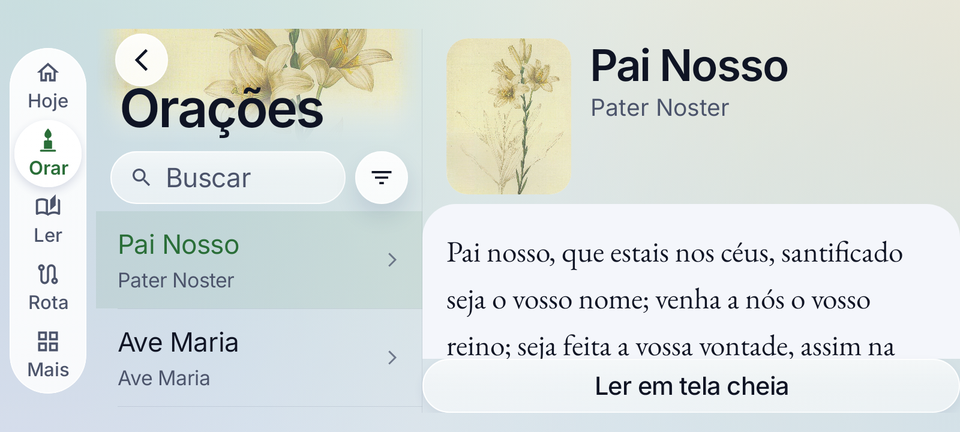 Hoje
Orar
Ler
Rota
Mais
Orações
Buscar
Pai Nosso
Pater Noster
Ave Maria
Ave Maria
Pai Nosso
Pater Noster
Pai nosso, que estais nos céus, santificado
seja o vosso nome; venha a nós o vosso
reino; seja feita a vossa vontade, assim na
Ler em tela cheia